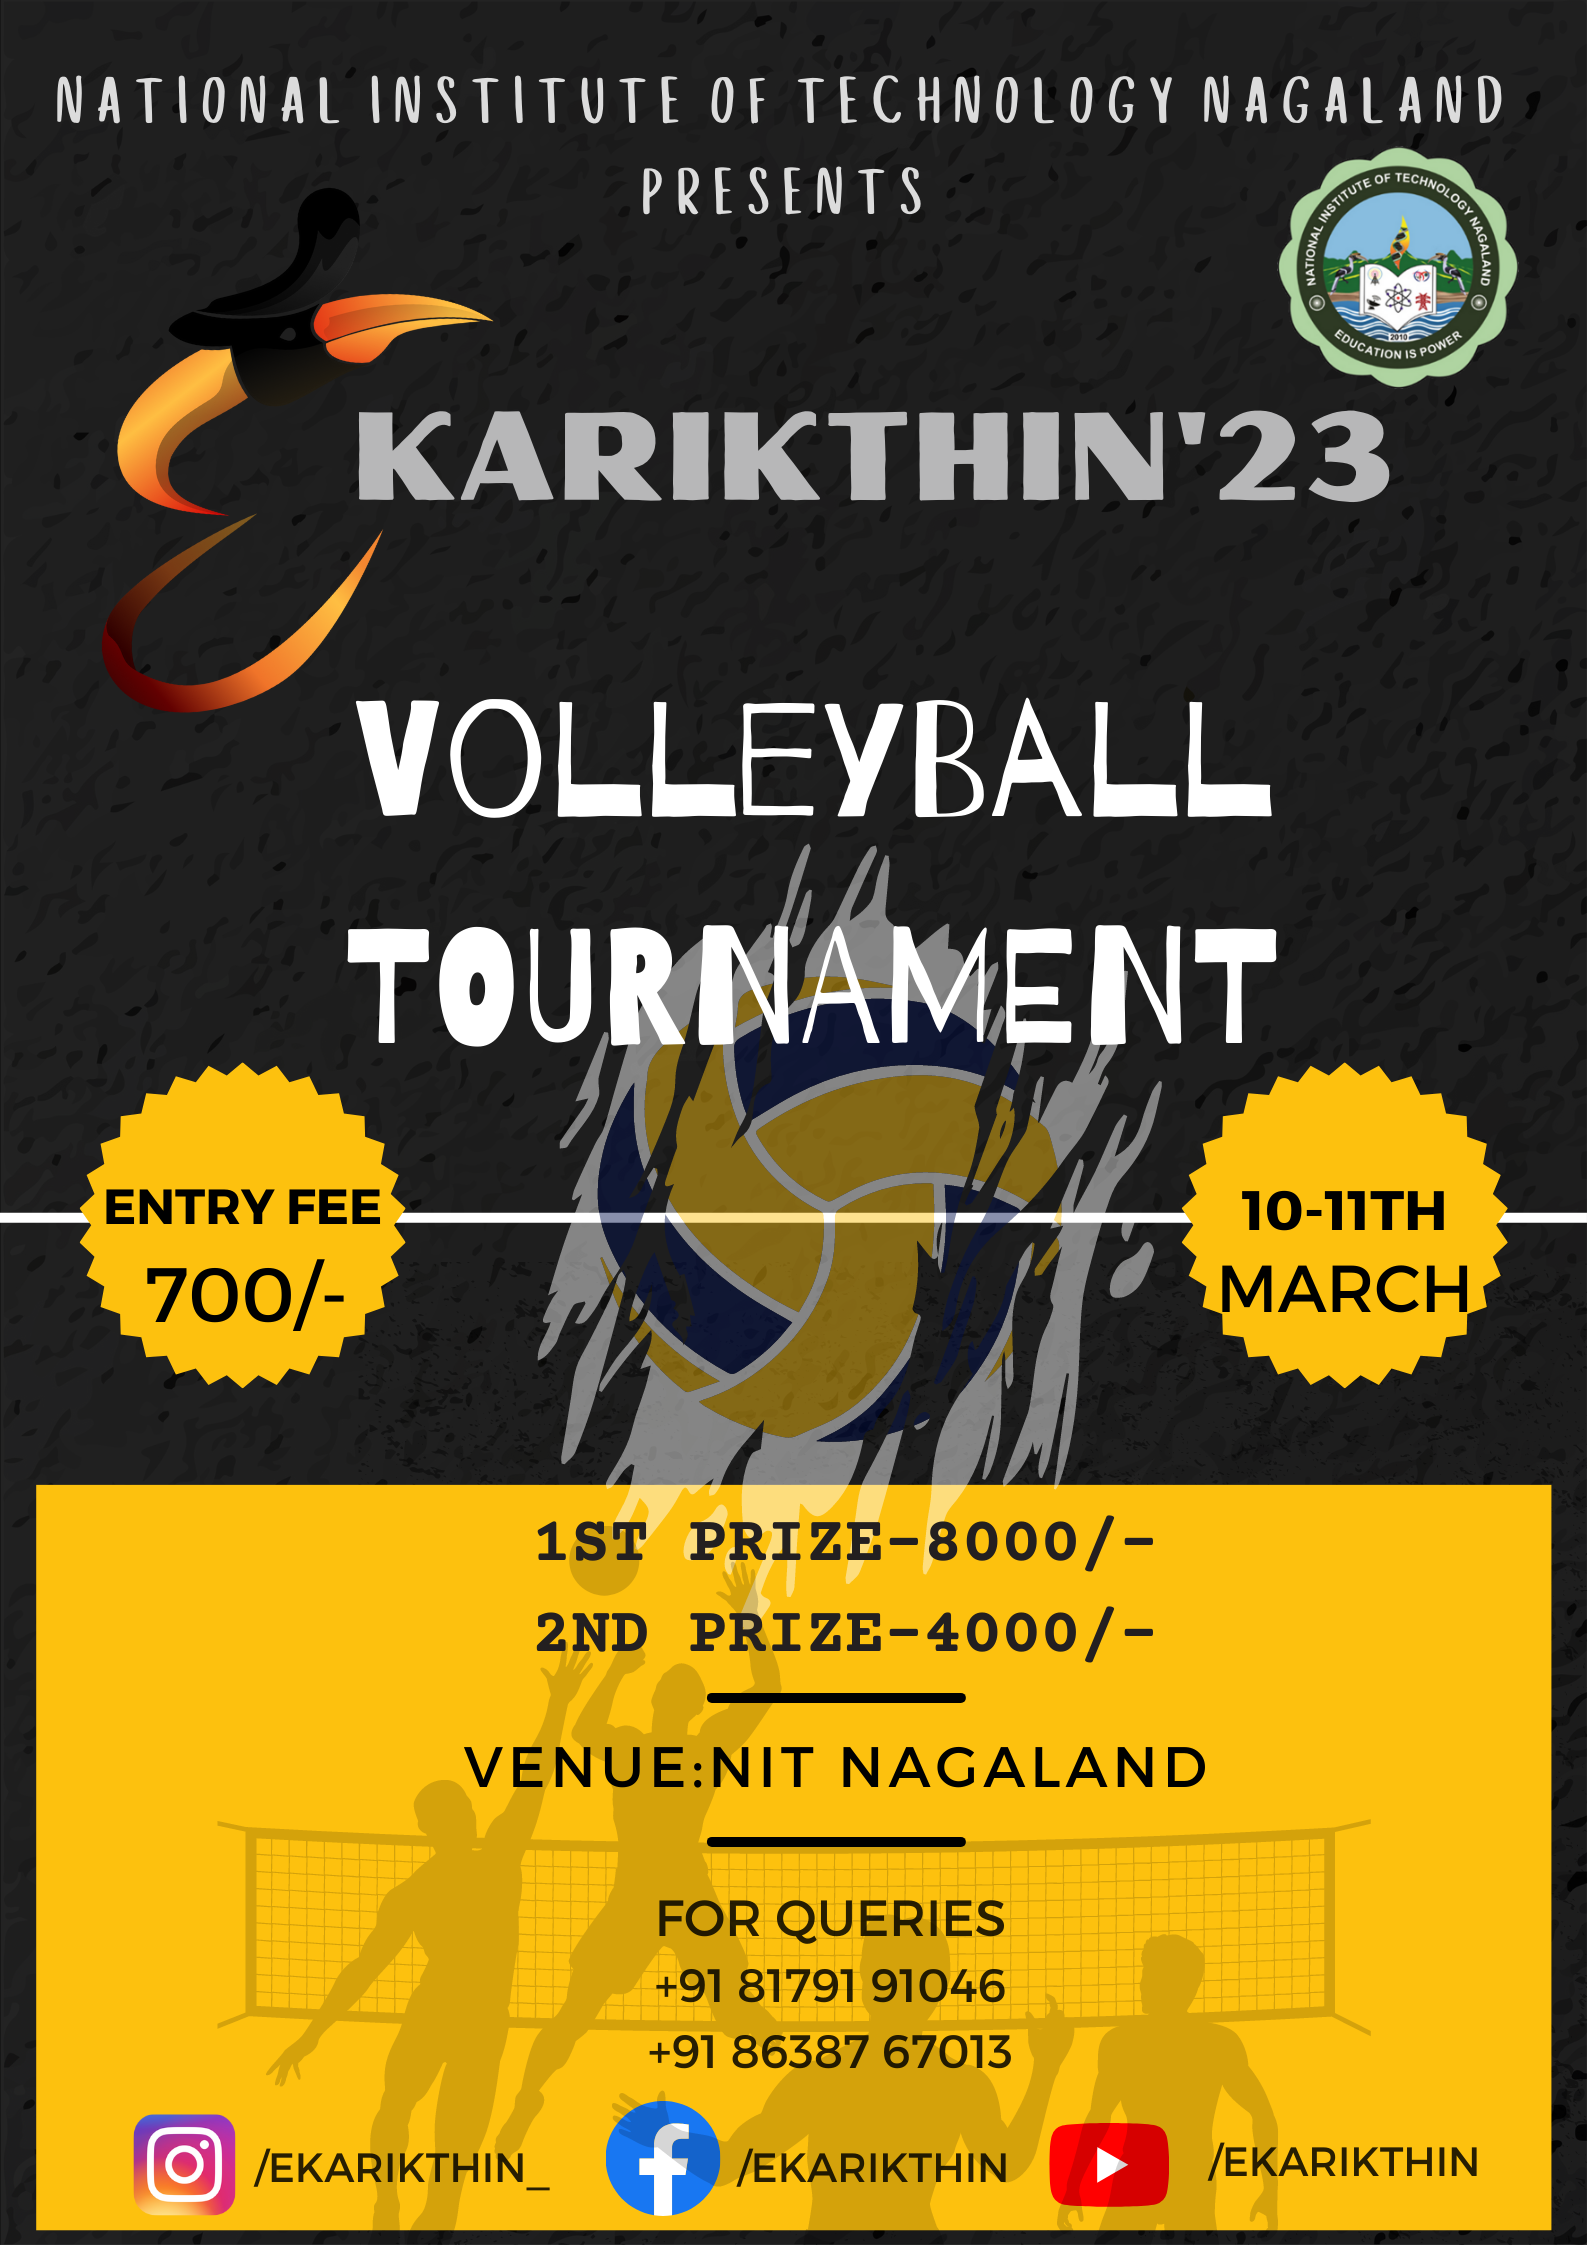 NATIONAL INSTITUTE OF TECHNOLOGY NAGALAND
PRESENTS
NATIONAL INSTITUTE OF TECHNOLOGY NAGALAND
2010
EDUCATION IS POWER
EKARIKTHIN'23
VOLLEYBALL
TOURNAMENT
ENTRY FEE
700/-
10-11TH
MARCH
1ST PRIZE-8000/-
2ND PRIZE-4000/-
VENUE:NIT NAGALAND
FOR QUERIES
+91 81791 91046
+91 86387 67013
/EKARIKTHIN_
/EKARIKTHIN
/EKARIKTHIN